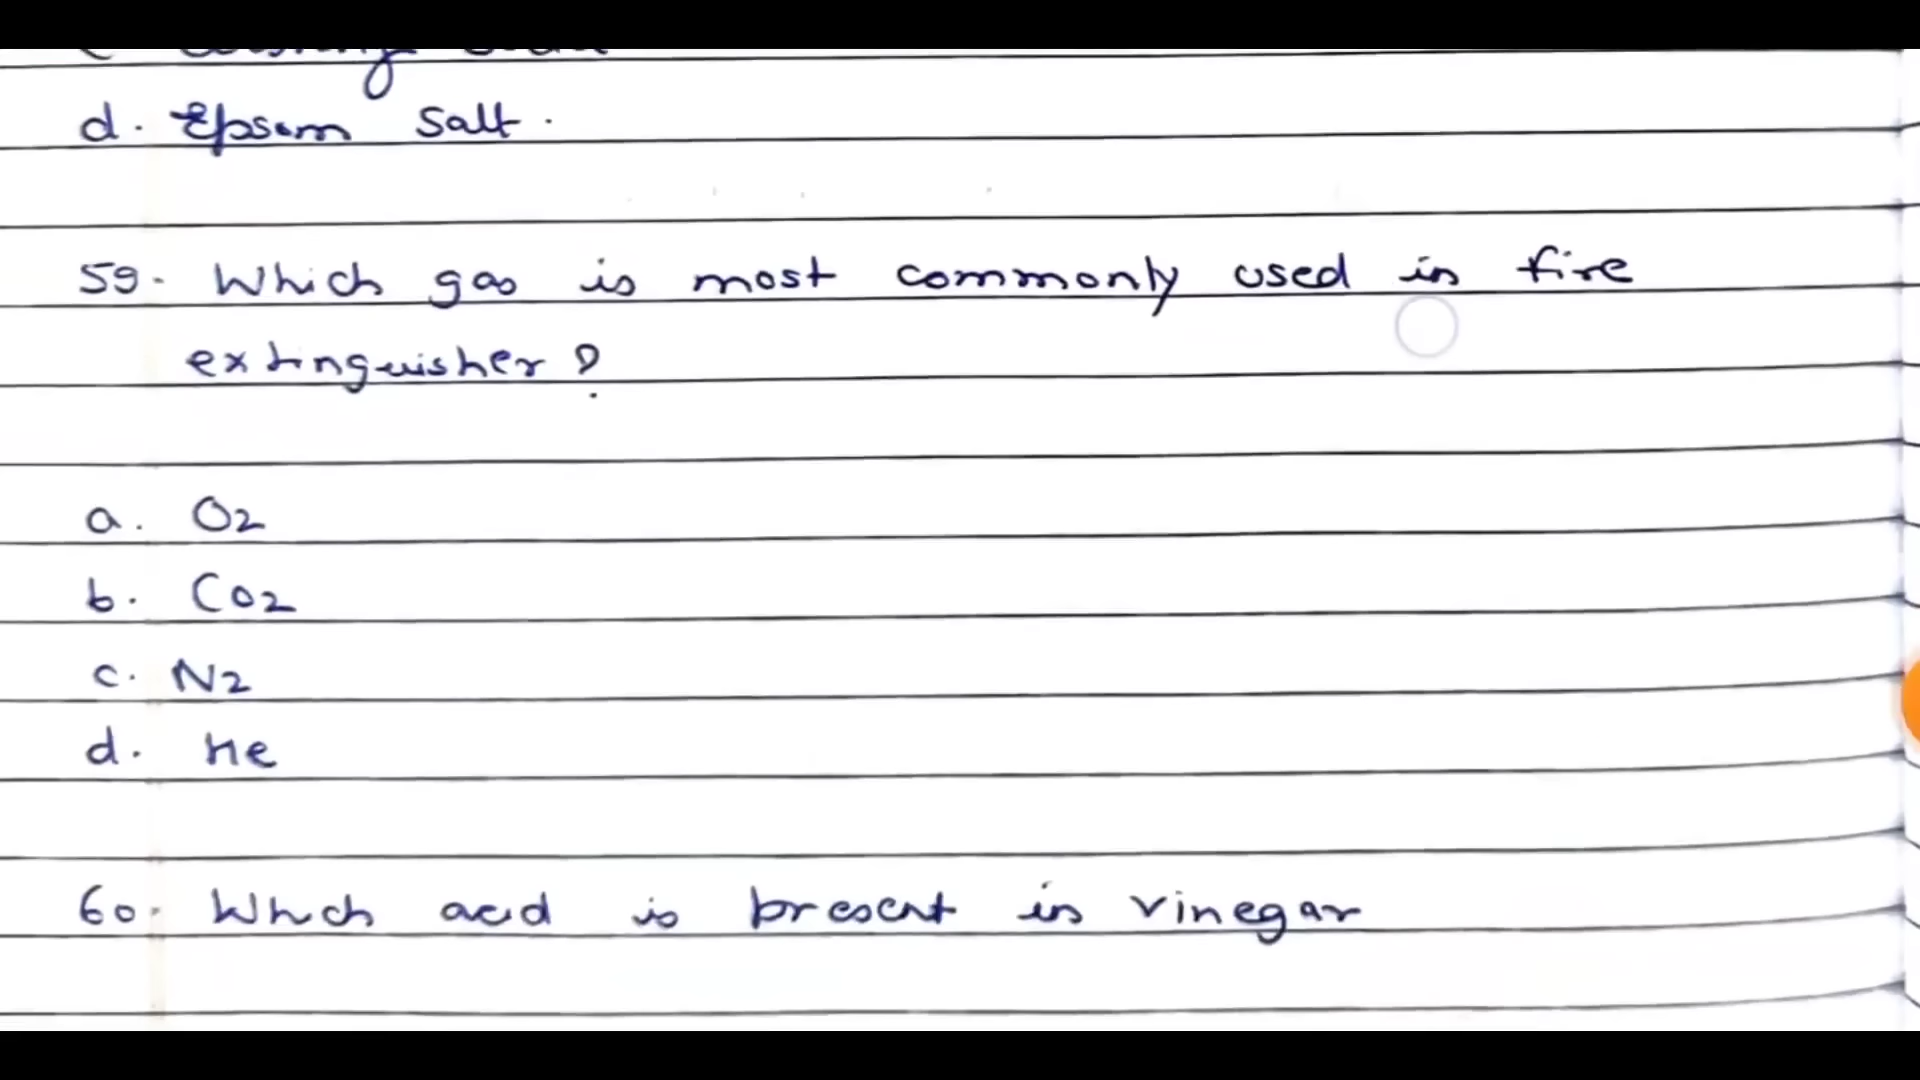 d. Epsom Salt.
59. Which gas is most commonly used in fire
extinguisher?
a. O2
b. CO2
c. N2
d. He
60. Which acid is present in vinegar